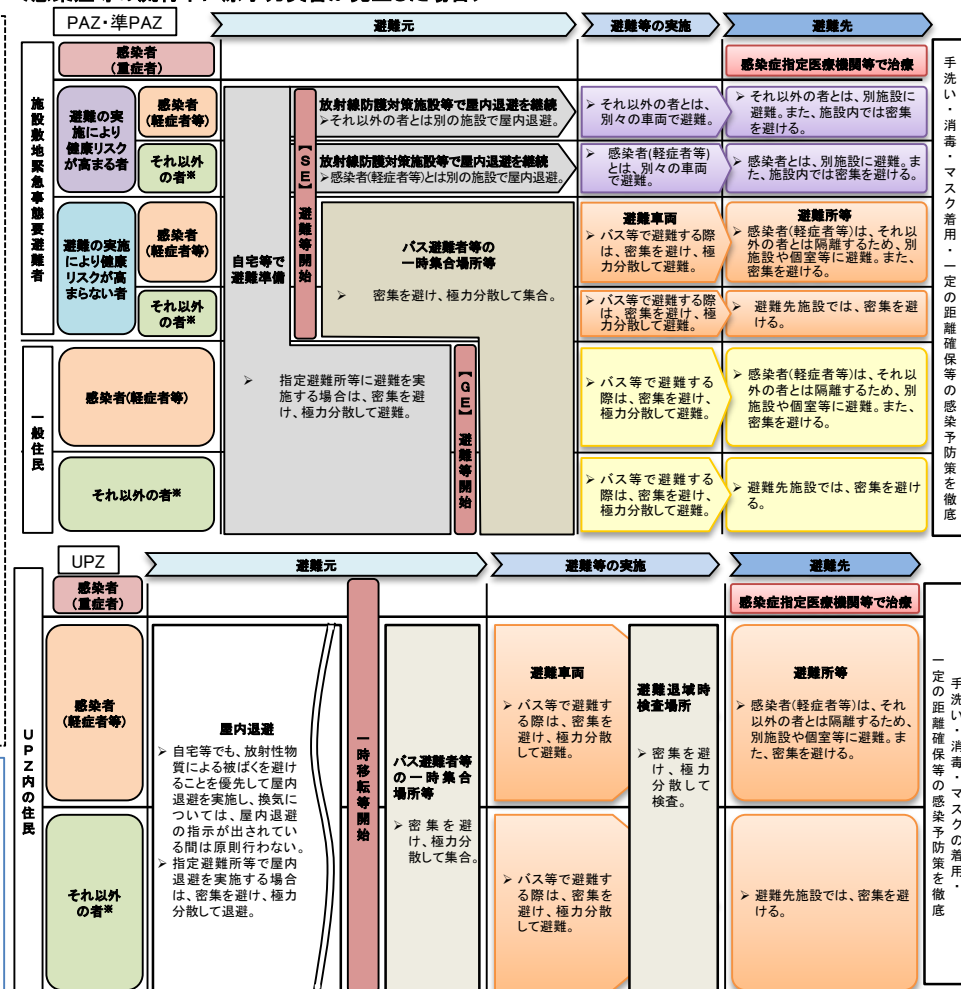 PAZ・準PAZ
避難元
避難等の実施
避難先
感染者
(重症者)
感染症指定医療機関等で治療
施設敷地緊急事態要避難者
避難の実
施により
健康リスク
が高まる者
感染者
(軽症者等)
それ以外
の者※
避難の実施
により健康
リスクが高
まらない者
感染者
(軽症者等)
それ以外
の者※
自宅等で
避難準備
【SE】避難等開始
放射線防護対策施設等で屋内退避を継続
➢それ以外の者とは別の施設で屋内退避。
放射線防護対策施設等で屋内退避を継続
➢感染者(軽症者等)とは別の施設で屋内退避。
バス避難者等の
一時集合場所等
➢ 密集を避け、極力分散して集合。
➢ それ以外の者とは、
別々の車両で避難。
➢ 感染者(軽症者等)
とは、別々の車両
で避難。
避難車両
➢ バス等で避難する際
は、密集を避け、極
力分散して避難。
➢ バス等で避難する際
は、密集を避け、極
力分散して避難。
➢ それ以外の者とは、別施設に
避難。また、施設内では密集
を避ける。
➢ 感染者とは、別施設に避難。ま
た、施設内では密集を避ける。
避難所等
➢ 感染者(軽症者等)は、それ以
外の者とは隔離するため、別
施設や個室等に避難。また、
密集を避ける。
➢ 避難先施設では、密集を避
ける。
一般住民
感染者(軽症者等)
それ以外の者※
➢ 指定避難所等に避難を実
施する場合は、密集を避
け、極力分散して避難。
【GE】避難等開始
➢ バス等で避難する
際は、密集を避け、
極力分散して避難。
➢ バス等で避難する
際は、密集を避け、
極力分散して避難。
➢ 感染者(軽症者等)は、それ以
外の者とは隔離するため、別
施設や個室等に避難。また、
密集を避ける。
➢ 避難先施設では、密集を避け
る。
手洗い・消毒・マスク着用・一定の距離確保等の感染予防策を徹底
UPZ
避難元
避難等の実施
避難先
感染者
(重症者)
感染症指定医療機関等で治療
UPZ内の住民
感染者
(軽症者等)
それ以外
の者※
屋内退避
➢ 自宅等でも、放射性物
質による被ばくを避け
ることを優先して屋内
退避を実施し、換気に
ついては、屋内退避
の指示が出されてい
る間は原則行わない。
➢ 指定避難所等で屋内
退避を実施する場合
は、密集を避け、極力
分散して退避。
一時移転等開始
バス避難者等
の一時集合
場所等
➢ 密集を避
け、極力分
散して集合。
避難車両
➢ バス等で避難す
る際は、密集を
避け、極力分散
して避難。
➢ バス等で避難す
る際は、密集を
避け、極力分散
して避難。
避難退域時
検査場所
➢ 密集を避
け、極力
分散して
検査。
避難所等
➢ 感染者(軽症者等)は、それ
以外の者とは隔離するため、
別施設や個室等に避難。ま
た、密集を避ける。
➢ 避難先施設では、密集を避
ける。
手洗い・消毒・マスクの着用・
一定の距離確保等の感染予防策を徹底